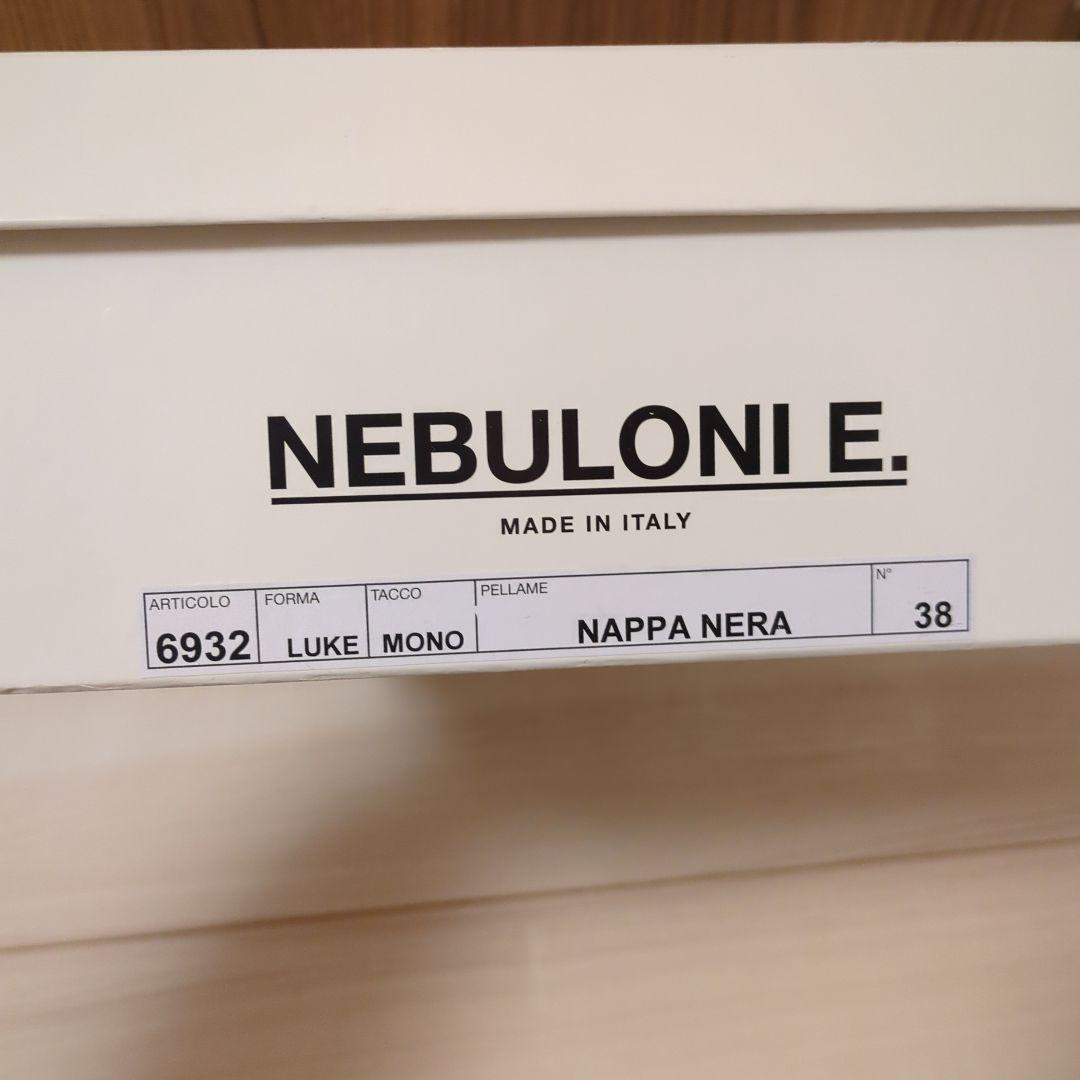 NEBULONI E.
MADE IN ITALY
ARTICOLO FORMA TACCO PELLAME N°
6932 LUKE MONO NAPPA NERA 38